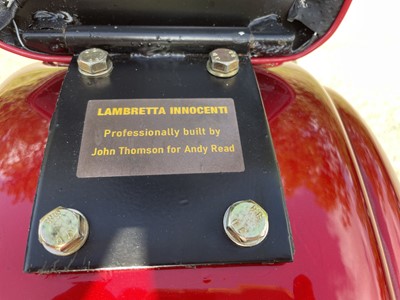 LAMBRETTA INNOCENTI
Professionally built by
John Thomson for Andy Read